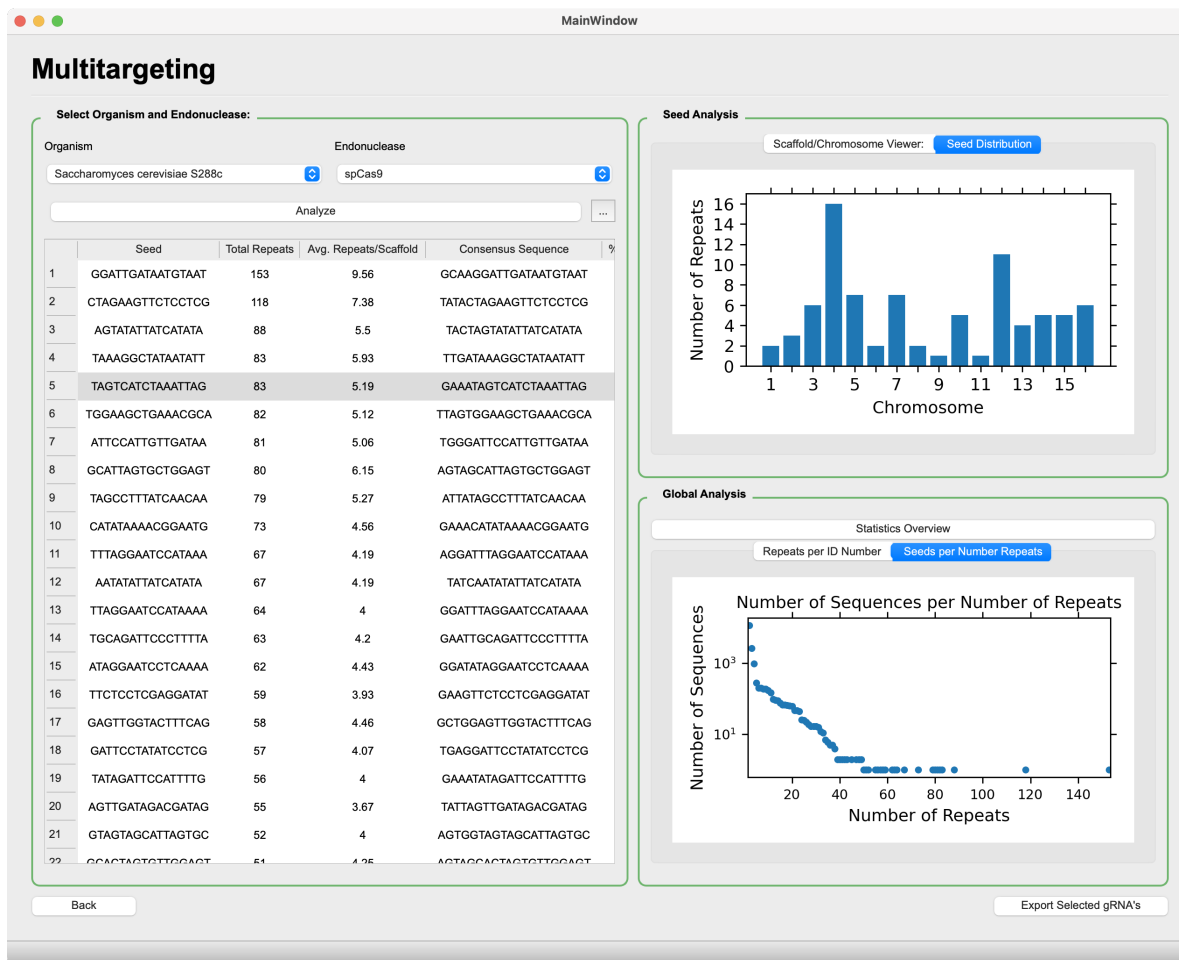 MainWindow
Multitargeting
Select Organism and Endonuclease:
Organism Endonuclease
Saccharomyces cerevisiae S288c spCas9
Analyze ...
Seed Total Repeats Avg. Repeats/Scaffold Consensus Sequence %
1 GGATTGATAATGTAAT 153 9.56 GCAAGGATTGATAATGTAAT
2 CTAGAAGTTCTCCTCG 118 7.38 TATACTAGAAGTTCTCCTCG
3 AGTATATTATCATATA 88 5.5 TACTAGTATATTATCATATA
4 TAAAGGCTATAATATT 83 5.93 TTGATAAAGGCTATAATATT
5 TAGTCATCTAAATTAG 83 5.19 GAAATAGTCATCTAAATTAG
6 TGGAAGCTGAAACGCA 82 5.12 TTAGTGGAAGCTGAAACGCA
7 ATTCCATTGTTGATAA 81 5.06 TGGGATTCCATTGTTGATAA
8 GCATTAGTGCTGGAGT 80 6.15 AGTAGCATTAGTGCTGGAGT
9 TAGCCTTTATCAACAA 79 5.27 ATTATAGCCTTTATCAACAA
10 CATATAAAACGGAATG 73 4.56 GAAACATATAAAACGGAATG
11 TTTAGGAATCCATAAA 67 4.19 AGGATTTAGGAATCCATAAA
12 AATATATTATCATATA 67 4.19 TATCAATATATTATCATATA
13 TTAGGAATCCATAAAA 64 4 GGATTTAGGAATCCATAAAA
14 TGCAGATTCCCTTTTA 63 4.2 GAATTGCAGATTCCCTTTTA
15 ATAGGAATCCTCAAAA 62 4.43 GGATATAGGAATCCTCAAAA
16 TTCTCCTCGAGGATAT 59 3.93 GAAGTTCTCCTCGAGGATAT
17 GAGTTGGTACTTTCAG 58 4.46 GCTGGAGTTGGTACTTTCAG
18 GATTCCTATATCCTCG 57 4.07 TGAGGATTCCTATATCCTCG
19 TATAGATTCCATTTTG 56 4 GAAATATAGATTCCATTTTG
20 AGTTGATAGACGATAG 55 3.67 TATTAGTTGATAGACGATAG
21 GTAGTAGCATTAGTGC 52 4 AGTGGTAGTAGCATTAGTGC
22 GCACTAGTGTTGGAGT 51 4.25 AGTAGCACTAGTGTTGGAGT
Back
Seed Analysis
Scaffold/Chromosome Viewer: Seed Distribution
Number of Repeats
16
14
12
10
8
6
4
2
0
1 3 5 7 9 11 13 15
Chromosome
Global Analysis
Statistics Overview
Repeats per ID Number Seeds per Number Repeats
Number of Sequences per Number of Repeats
Number of Sequences
10³
10¹
20 40 60 80 100 120 140
Number of Repeats
Export Selected gRNA's